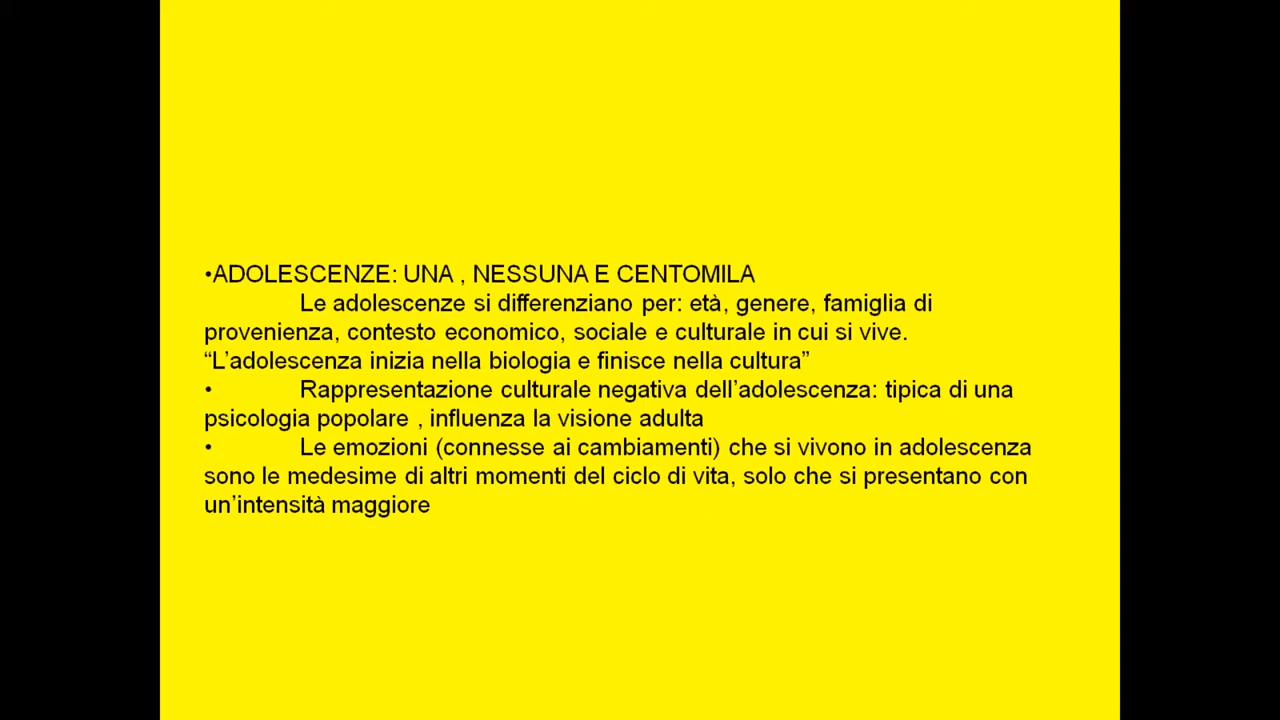 •ADOLESCENZE: UNA , NESSUNA E CENTOMILA
Le adolescenze si differenziano per: età, genere, famiglia di
provenienza, contesto economico, sociale e culturale in cui si vive.
“L’adolescenza inizia nella biologia e finisce nella cultura”
• Rappresentazione culturale negativa dell’adolescenza: tipica di una
psicologia popolare , influenza la visione adulta
• Le emozioni (connesse ai cambiamenti) che si vivono in adolescenza
sono le medesime di altri momenti del ciclo di vita, solo che si presentano con
un’intensità maggiore